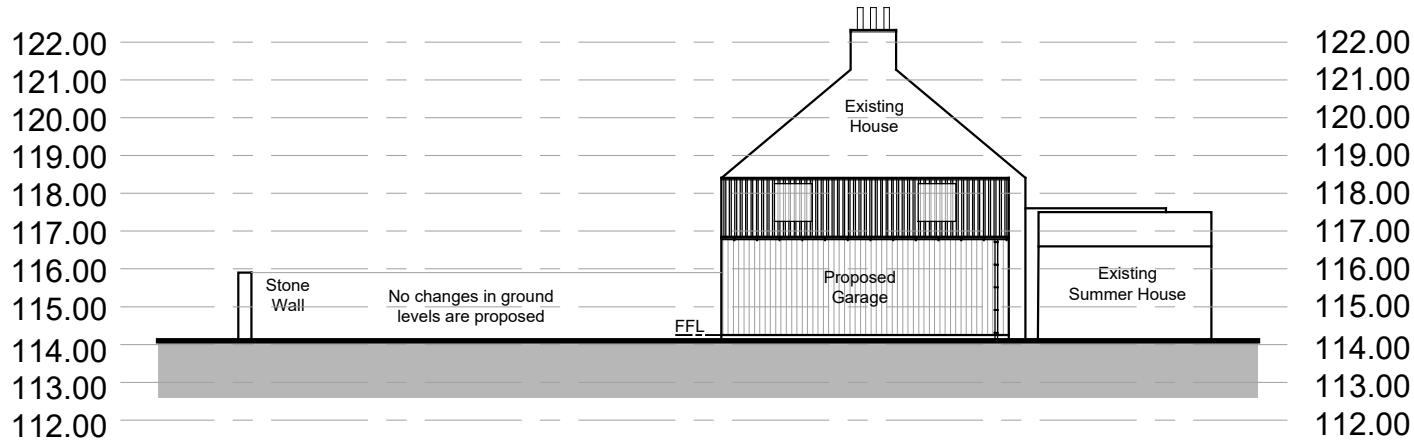 122.00
121.00
120.00
119.00
118.00
117.00
116.00
115.00
114.00
113.00
112.00
Existing
House
Stone
Wall
No changes in ground
levels are proposed
FFL
Proposed
Garage
Existing
Summer House
122.00
121.00
120.00
119.00
118.00
117.00
116.00
115.00
114.00
113.00
112.00